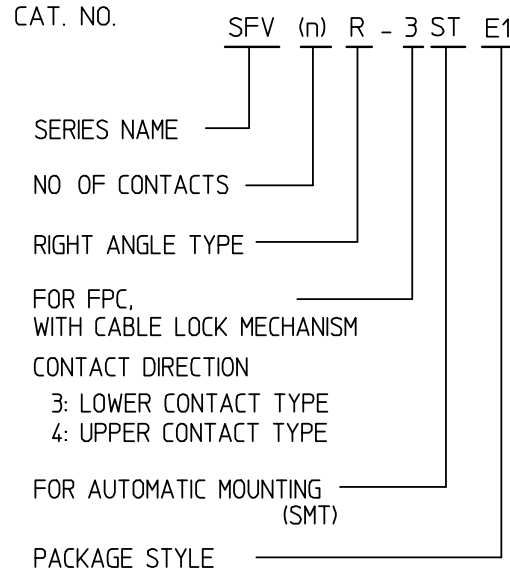 CAT. NO.
SFV (n) R - 3 ST E1
SERIES NAME
NO OF CONTACTS
RIGHT ANGLE TYPE
FOR FPC,
WITH CABLE LOCK MECHANISM
CONTACT DIRECTION
3: LOWER CONTACT TYPE
4: UPPER CONTACT TYPE
FOR AUTOMATIC MOUNTING
(SMT)
PACKAGE STYLE